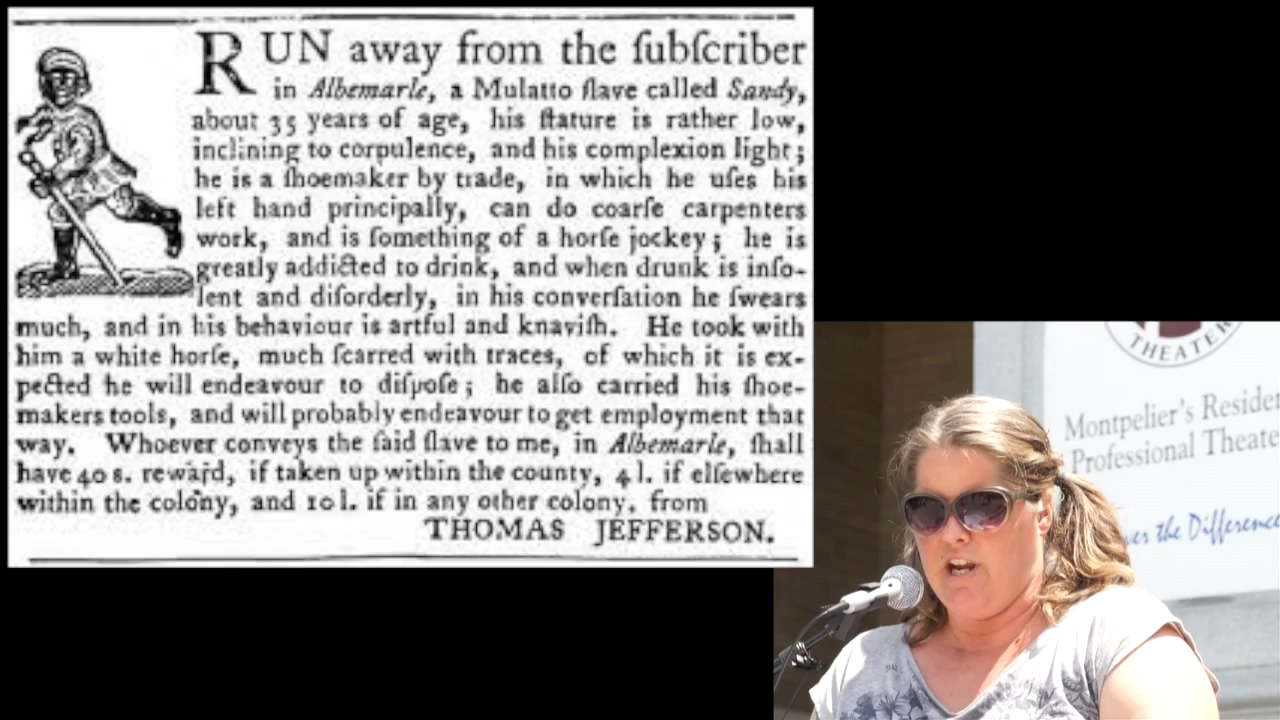 RUN away from the ſubſcriber
in Albemarle, a Mulatto ſlave called Sandy,
about 35 years of age, his ſtature is rather low,
inclining to corpulence, and his complexion light;
he is a ſhoemaker by trade, in which he uſes his
left hand principally, can do coarſe carpenters
work, and is ſomething of a horſe jockey; he is
greatly addicted to drink, and when drunk is inſo-
lent and diſorderly, in his converſation he ſwears
much, and in his behaviour is artful and knaviſh. He took with
him a white horſe, much ſcarred with traces, of which it is ex-
pected he will endeavour to diſpoſe; he alſo carried his ſhoe-
makers tools, and will probably endeavour to get employment that
way. Whoever conveys the ſaid ſlave to me, in Albemarle, ſhall
have 40 s. reward, if taken up within the county, 4 l. if elſewhere
within the colony, and 10 l. if in any other colony, from
THOMAS JEFFERSON.
THEATER
Montpelier's Residen
Professional Theate
ver the Difference